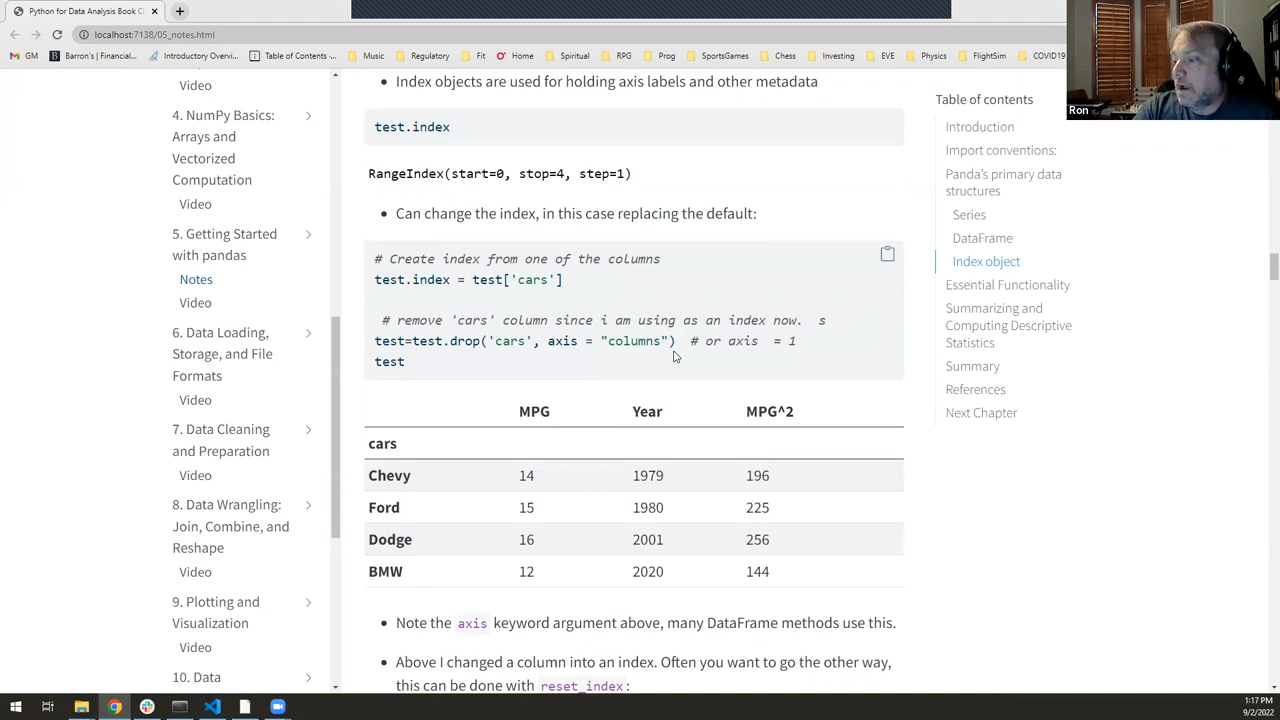 Python for Data Analysis Book C
localhost:7138/05_notes.html
GM
Barron's | Financial...
Introduction
Table of Context...
Music
RPG
Home
SportsGames
EVE
Physics
FlightSim
COVID19
Ron
Video
4. NumPy Basics:
Arrays and
Vectorized
Computation
Video
5. Getting Started
with pandas
Notes
Video
6. Data Loading,
Storage, and File
Formats
Video
7. Data Cleaning
and Preparation
Video
8. Data Wrangling:
Join, Combine, and
Reshape
Video
9. Plotting and
Visualization
Video
10. Data
objects are used for holding axis labels and other metadata
test.index
RangeIndex(start=0, stop=4, step=1)
• Can change the index, in this case replacing the default:
# Create index from one of the columns
test.index = test['cars']
# remove 'cars' column since i am using as an index now. s
test=test.drop('cars', axis = "columns") # or axis = 1
test
MPG Year MPG^2
cars
Chevy 14 1979 196
Ford 15 1980 225
Dodge 16 2001 256
BMW 12 2020 144
• Note the axis keyword argument above, many DataFrame methods use this.
• Above I changed a column into an index. Often you want to go the other way,
this can be done with reset_index:
Table of contents
Introduction
Import conventions:
Panda's primary data
structures
Series
DataFrame
Index object
Essential Functionality
Summarizing and
Computing Descriptive
Statistics
Summary
References
Next Chapter
1:17 PM
9/2/2022